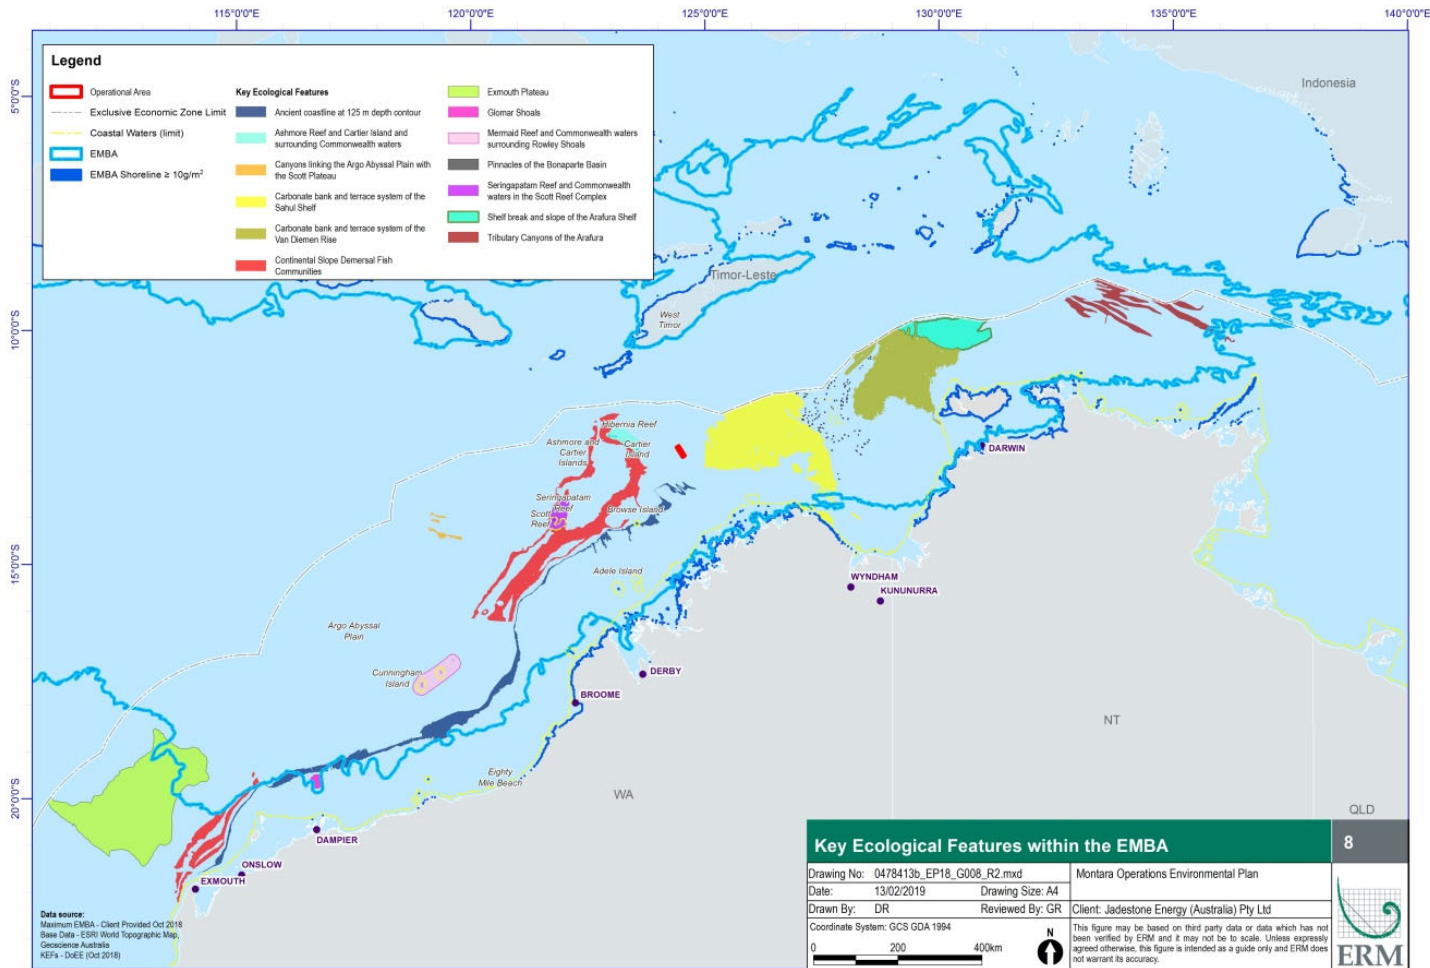 115°0'0"E
120°0'0"E
125°0'0"E
130°0'0"E
135°0'0"E
140°0'0"E
5°0'0"S
10°0'0"S
15°0'0"S
20°0'0"S
Legend
Operational Area
Exclusive Economic Zone Limit
Coastal Waters (limit)
EMBA
EMBA Shoreline ≥ 10g/m²
Key Ecological Features
Ancient coastline at 125 m depth contour
Ashmore Reef and Cartier Island and
surrounding Commonwealth waters
Canyons linking the Argo Abyssal Plain with
the Scott Plateau
Carbonate bank and terrace system of the
Sahul Shelf
Carbonate bank and terrace system of the
Van Diemen Rise
Continental Slope Demersal Fish
Communities
Exmouth Plateau
Glomar Shoals
Mermaid Reef and Commonwealth waters
surrounding Rowley Shoals
Pinnacles of the Bonaparte Basin
Seringapatam Reef and Commonwealth
waters in the Scott Reef Complex
Shelf break and slope of the Arafura Shelf
Tributary Canyons of the Arafura
Indonesia
Timor-Leste
West
Timor
Hibernia Reef
Ashmore and
Cartier
Islands
Cartier
Island
Seringapatam
Reef
Scott
Reef
Browse Island
Adele Island
Argo Abyssal
Plain
Cunningham
Island
Eighty
Mile Beach
DARWIN
WYNDHAM
KUNUNURRA
DERBY
BROOME
DAMPIER
ONSLOW
EXMOUTH
WA
NT
QLD
Data source:
Maximum EMBA - Client Provided Oct 2018
Base Data - ESRI World Topographic Map,
Geoscience Australia
KEFs - DoEE (Oct 2018)
Key Ecological Features within the EMBA
8
Drawing No: 0478413b_EP18_G008_R2.mxd
Date: 13/02/2019 Drawing Size: A4
Drawn By: DR Reviewed By: GR
Coordinate System: GCS GDA 1994
0 200 400km
N
Montara Operations Environmental Plan
Client: Jadestone Energy (Australia) Pty Ltd
This figure may be based on third party data or data which has not
been verified by ERM and it may not be to scale. Unless expressly
agreed otherwise, this figure is intended as a guide only and ERM does
not warrant its accuracy.
ERM